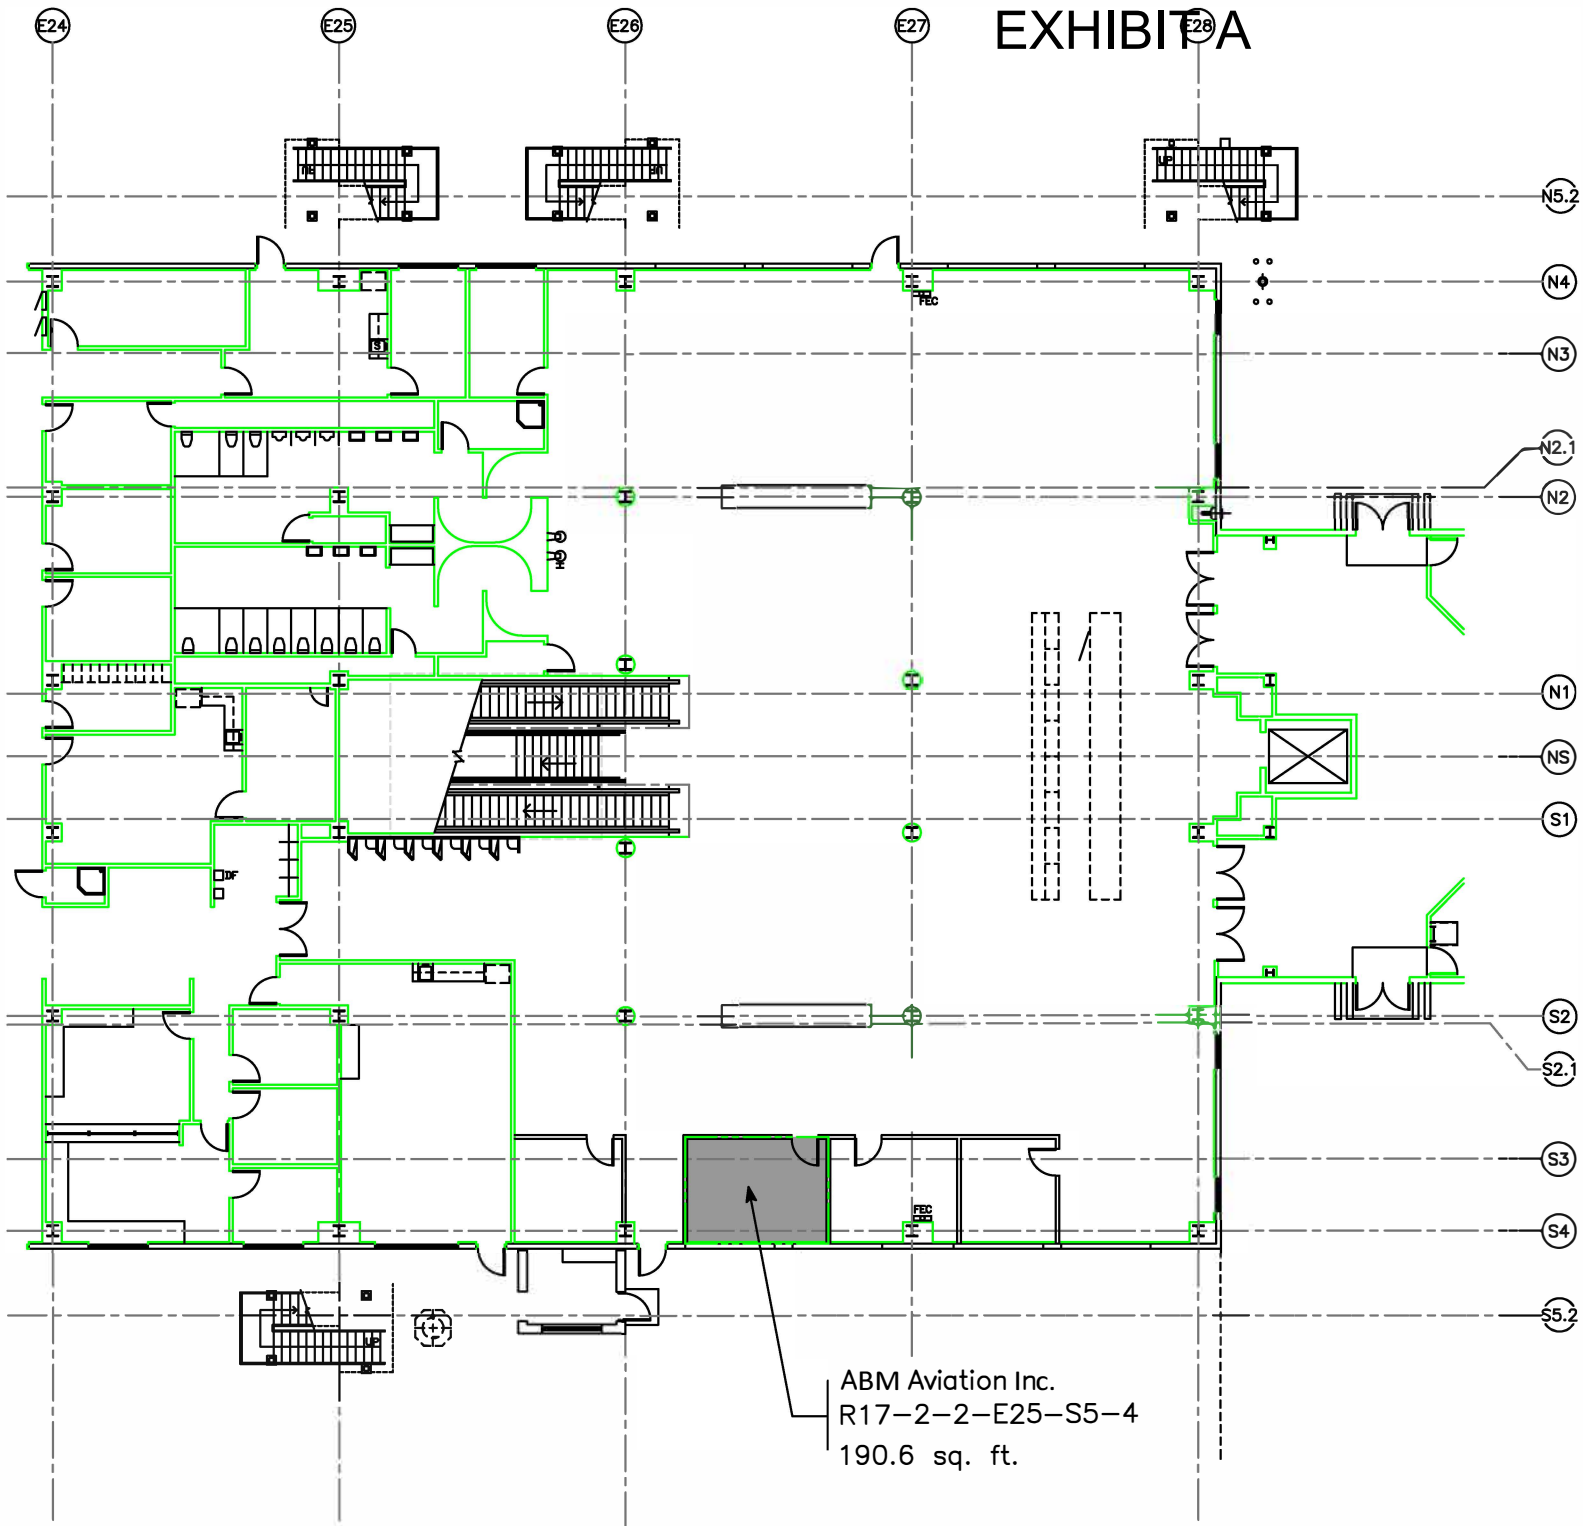 EXHIBIT A
E24
E25
E26
E27
E28
UP
UP
UP
N5.2
N4
FEC
N3
S
N2.1
N2
H
N1
NS
S1
DF
S2
S2.1
S3
FEC
S4
S5.2
UP
ABM Aviation Inc.
R17-2-2-E25-S5-4
190.6 sq. ft.